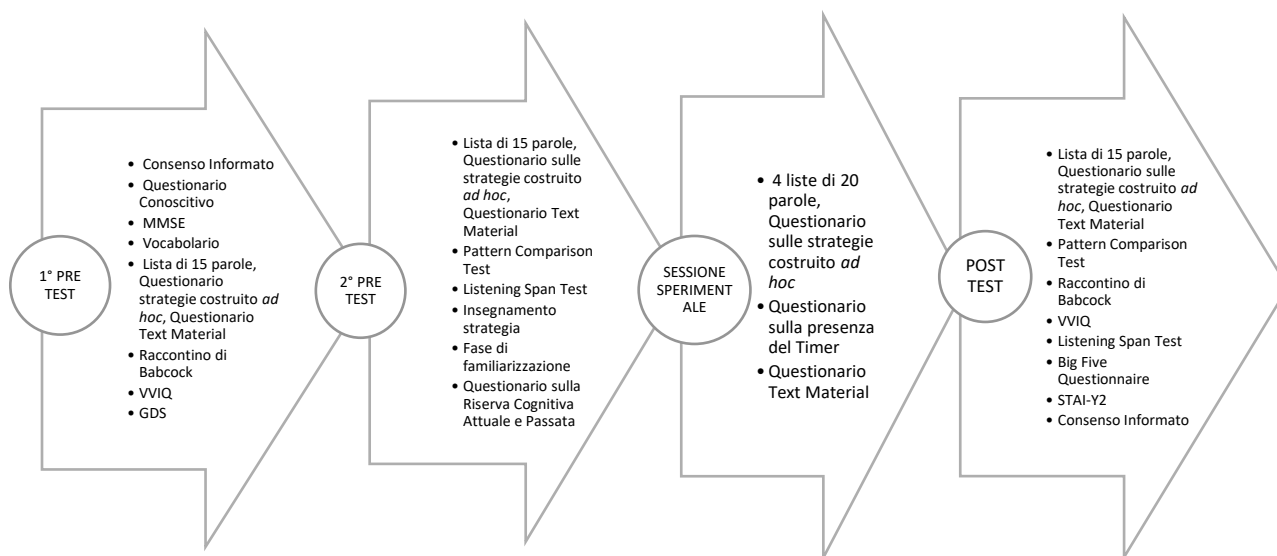 1° PRE
TEST
• Consenso Informato
• Questionario
Conoscitivo
• MMSE
• Vocabolario
• Lista di 15 parole,
Questionario
strategie costruito ad
hoc, Questionario
Text Material
• Raccontino di
Babcock
• VVIQ
• GDS
2° PRE
TEST
• Lista di 15 parole,
Questionario sulle
strategie costruito
ad hoc,
Questionario Text
Material
• Pattern Comparison
Test
• Listening Span Test
• Insegnamento
strategia
• Fase di
familiarizzazione
• Questionario sulla
Riserva Cognitiva
Attuale e Passata
SESSIONE
SPERIMENT
ALE
• 4 liste di 20
parole,
Questionario
sulle strategie
costruito ad
hoc
• Questionario
sulla presenza
del Timer
• Questionario
Text Material
POST
TEST
• Lista di 15 parole,
Questionario sulle
strategie costruito ad
hoc, Questionario
Text Material
• Pattern Comparison
Test
• Raccontino di
Babcock
• VVIQ
• Listening Span Test
• Big Five
Questionnaire
• STAI-Y2
• Consenso Informato